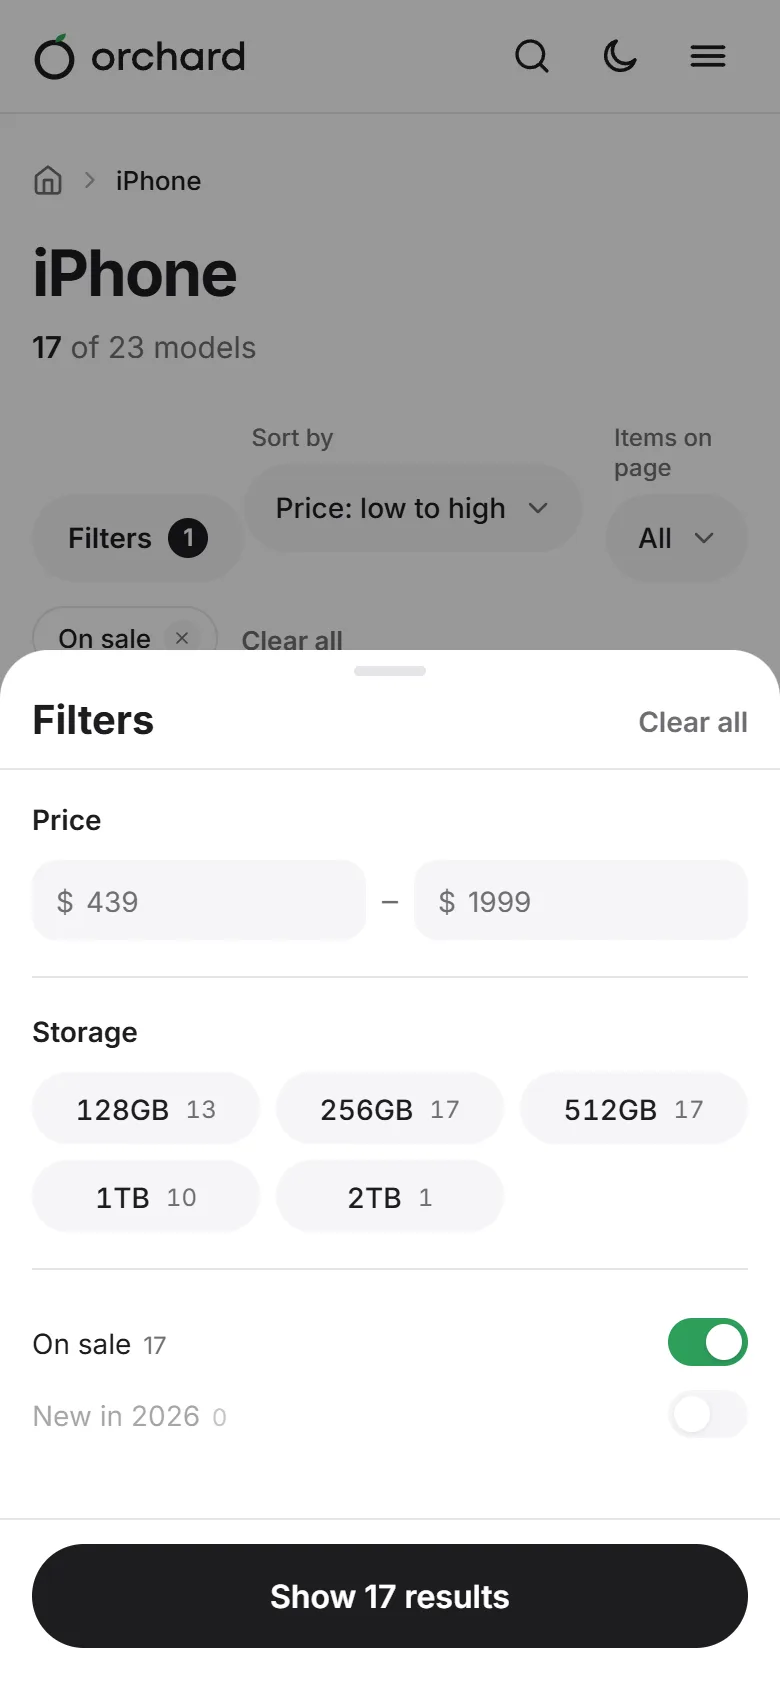 orchard
iPhone
iPhone
17 of 23 models
Sort by
Items on
page
Filters 1
Price: low to high
All
On sale
Clear all
Filters
Clear all
Price
$ 439
–
$ 1999
Storage
128GB 13
256GB 17
512GB 17
1TB 10
2TB 1
On sale 17
New in 2026 0
Show 17 results